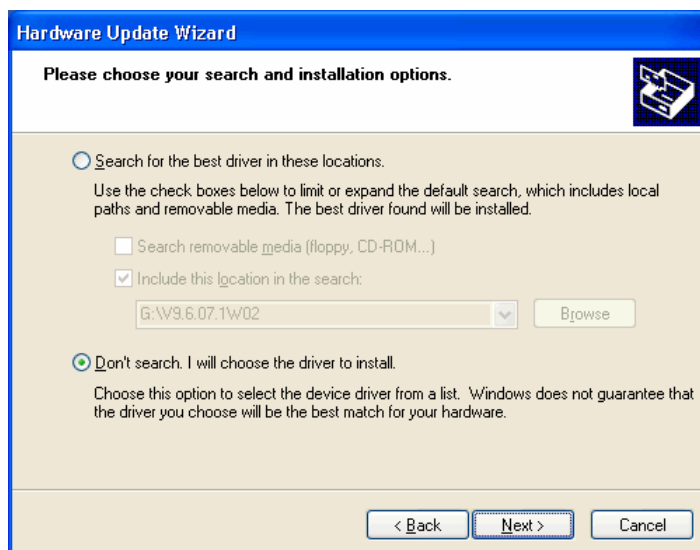 Hardware Update Wizard
Please choose your search and installation options.
Search for the best driver in these locations.
Use the check boxes below to limit or expand the default search, which includes local
paths and removable media. The best driver found will be installed.
Search removable media (floppy, CD-ROM...)
Include this location in the search:
G:\V9.6.07.1W02
Browse
Don't search. I will choose the driver to install.
Choose this option to select the device driver from a list. Windows does not guarantee that
the driver you choose will be the best match for your hardware.
< Back
Next >
Cancel